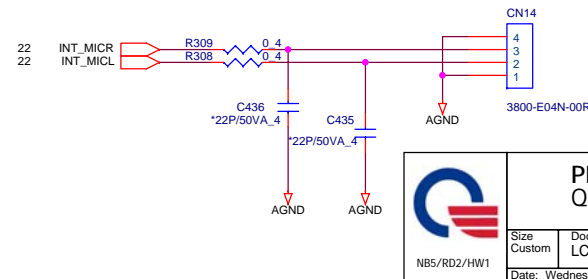 CN14
22 INT_MICR R309 0_4 4
3
22 INT_MICL R308 0_4 2
1
C436
*22P/50VA_4
C435
*22P/50VA_4
AGND
3800-E04N-00R
AGND AGND
NB5/RD2/HW1
Q
Size
Custom
LC
Date: Wednes